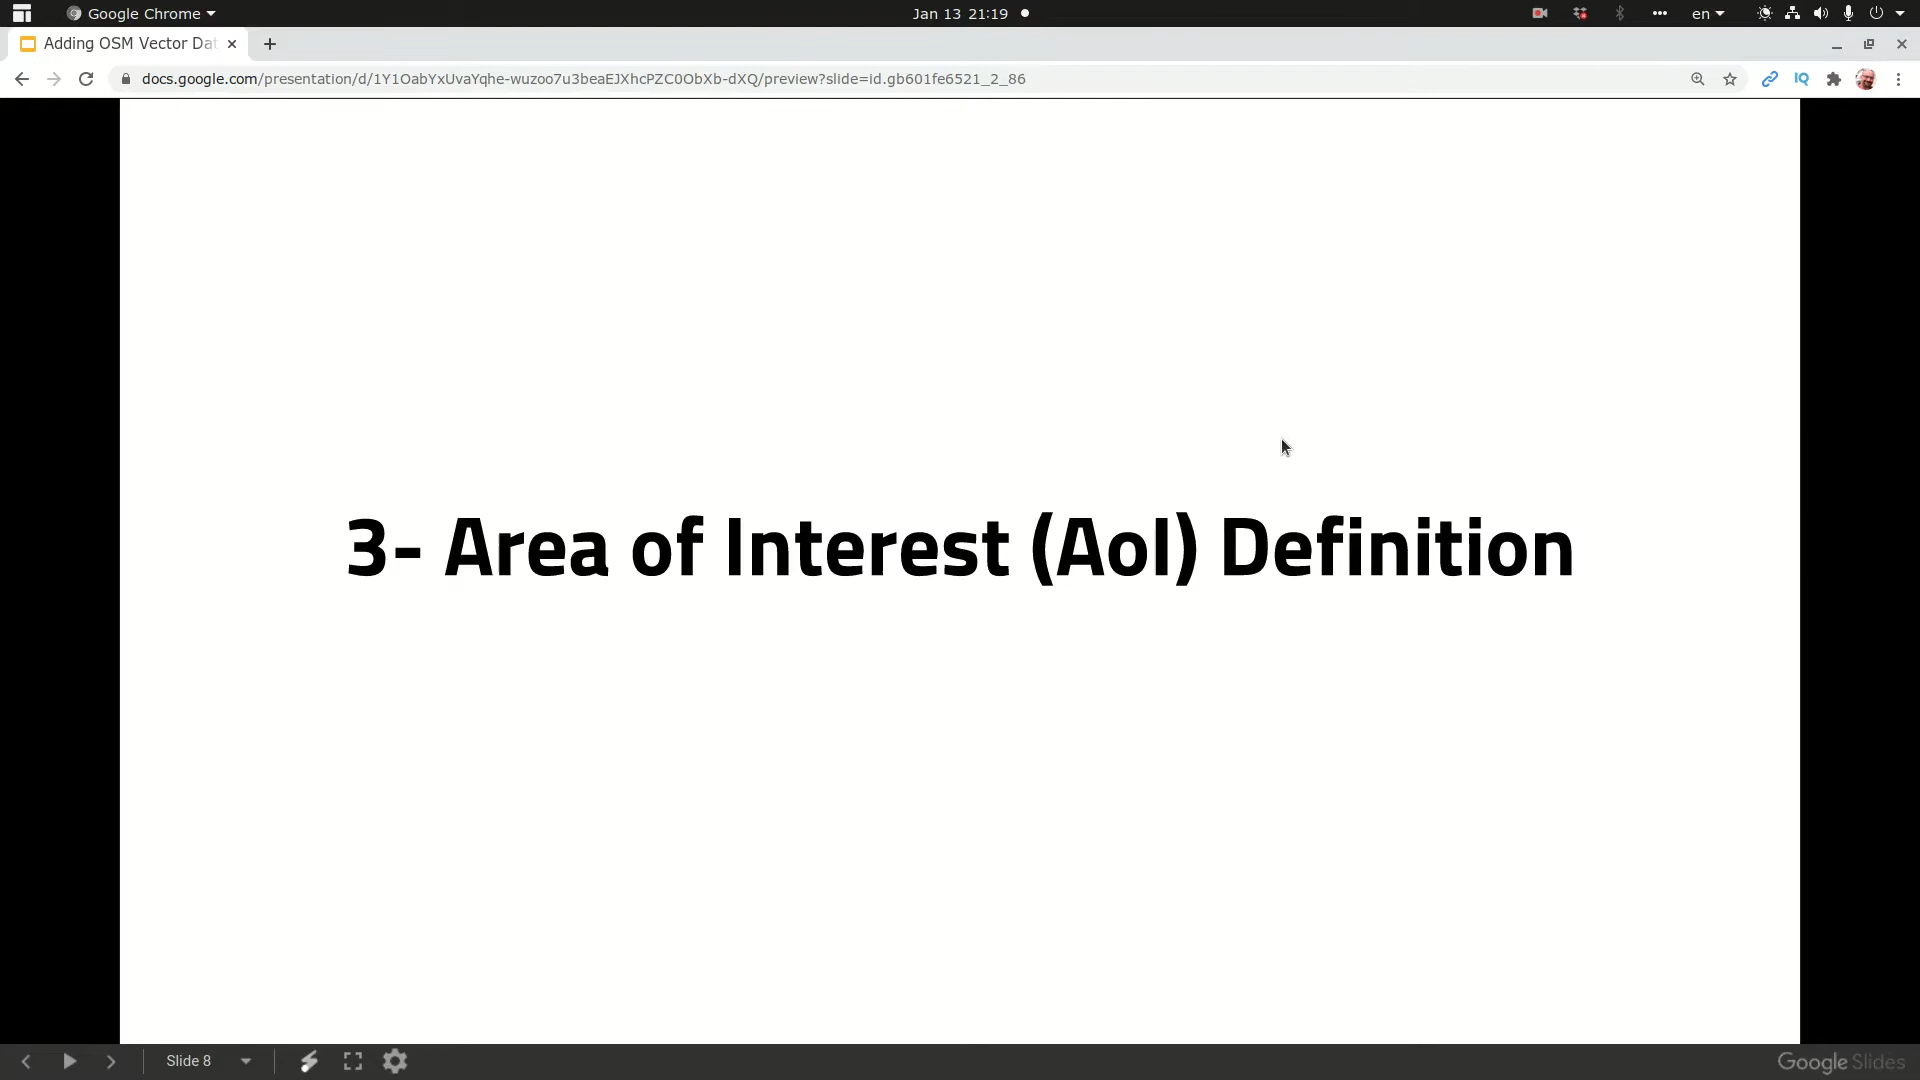 Google Chrome
Jan 13 21:19
en
Adding OSM Vector Dat
docs.google.com/presentation/d/1Y1OabYxUvaYqhe-wuzoo7u3beaEJXhcPZC0ObXb-dXQ/preview?slide=id.gb601fe6521_2_86
IQ
3- Area of Interest (AoI) Definition
Slide 8
Google Slides